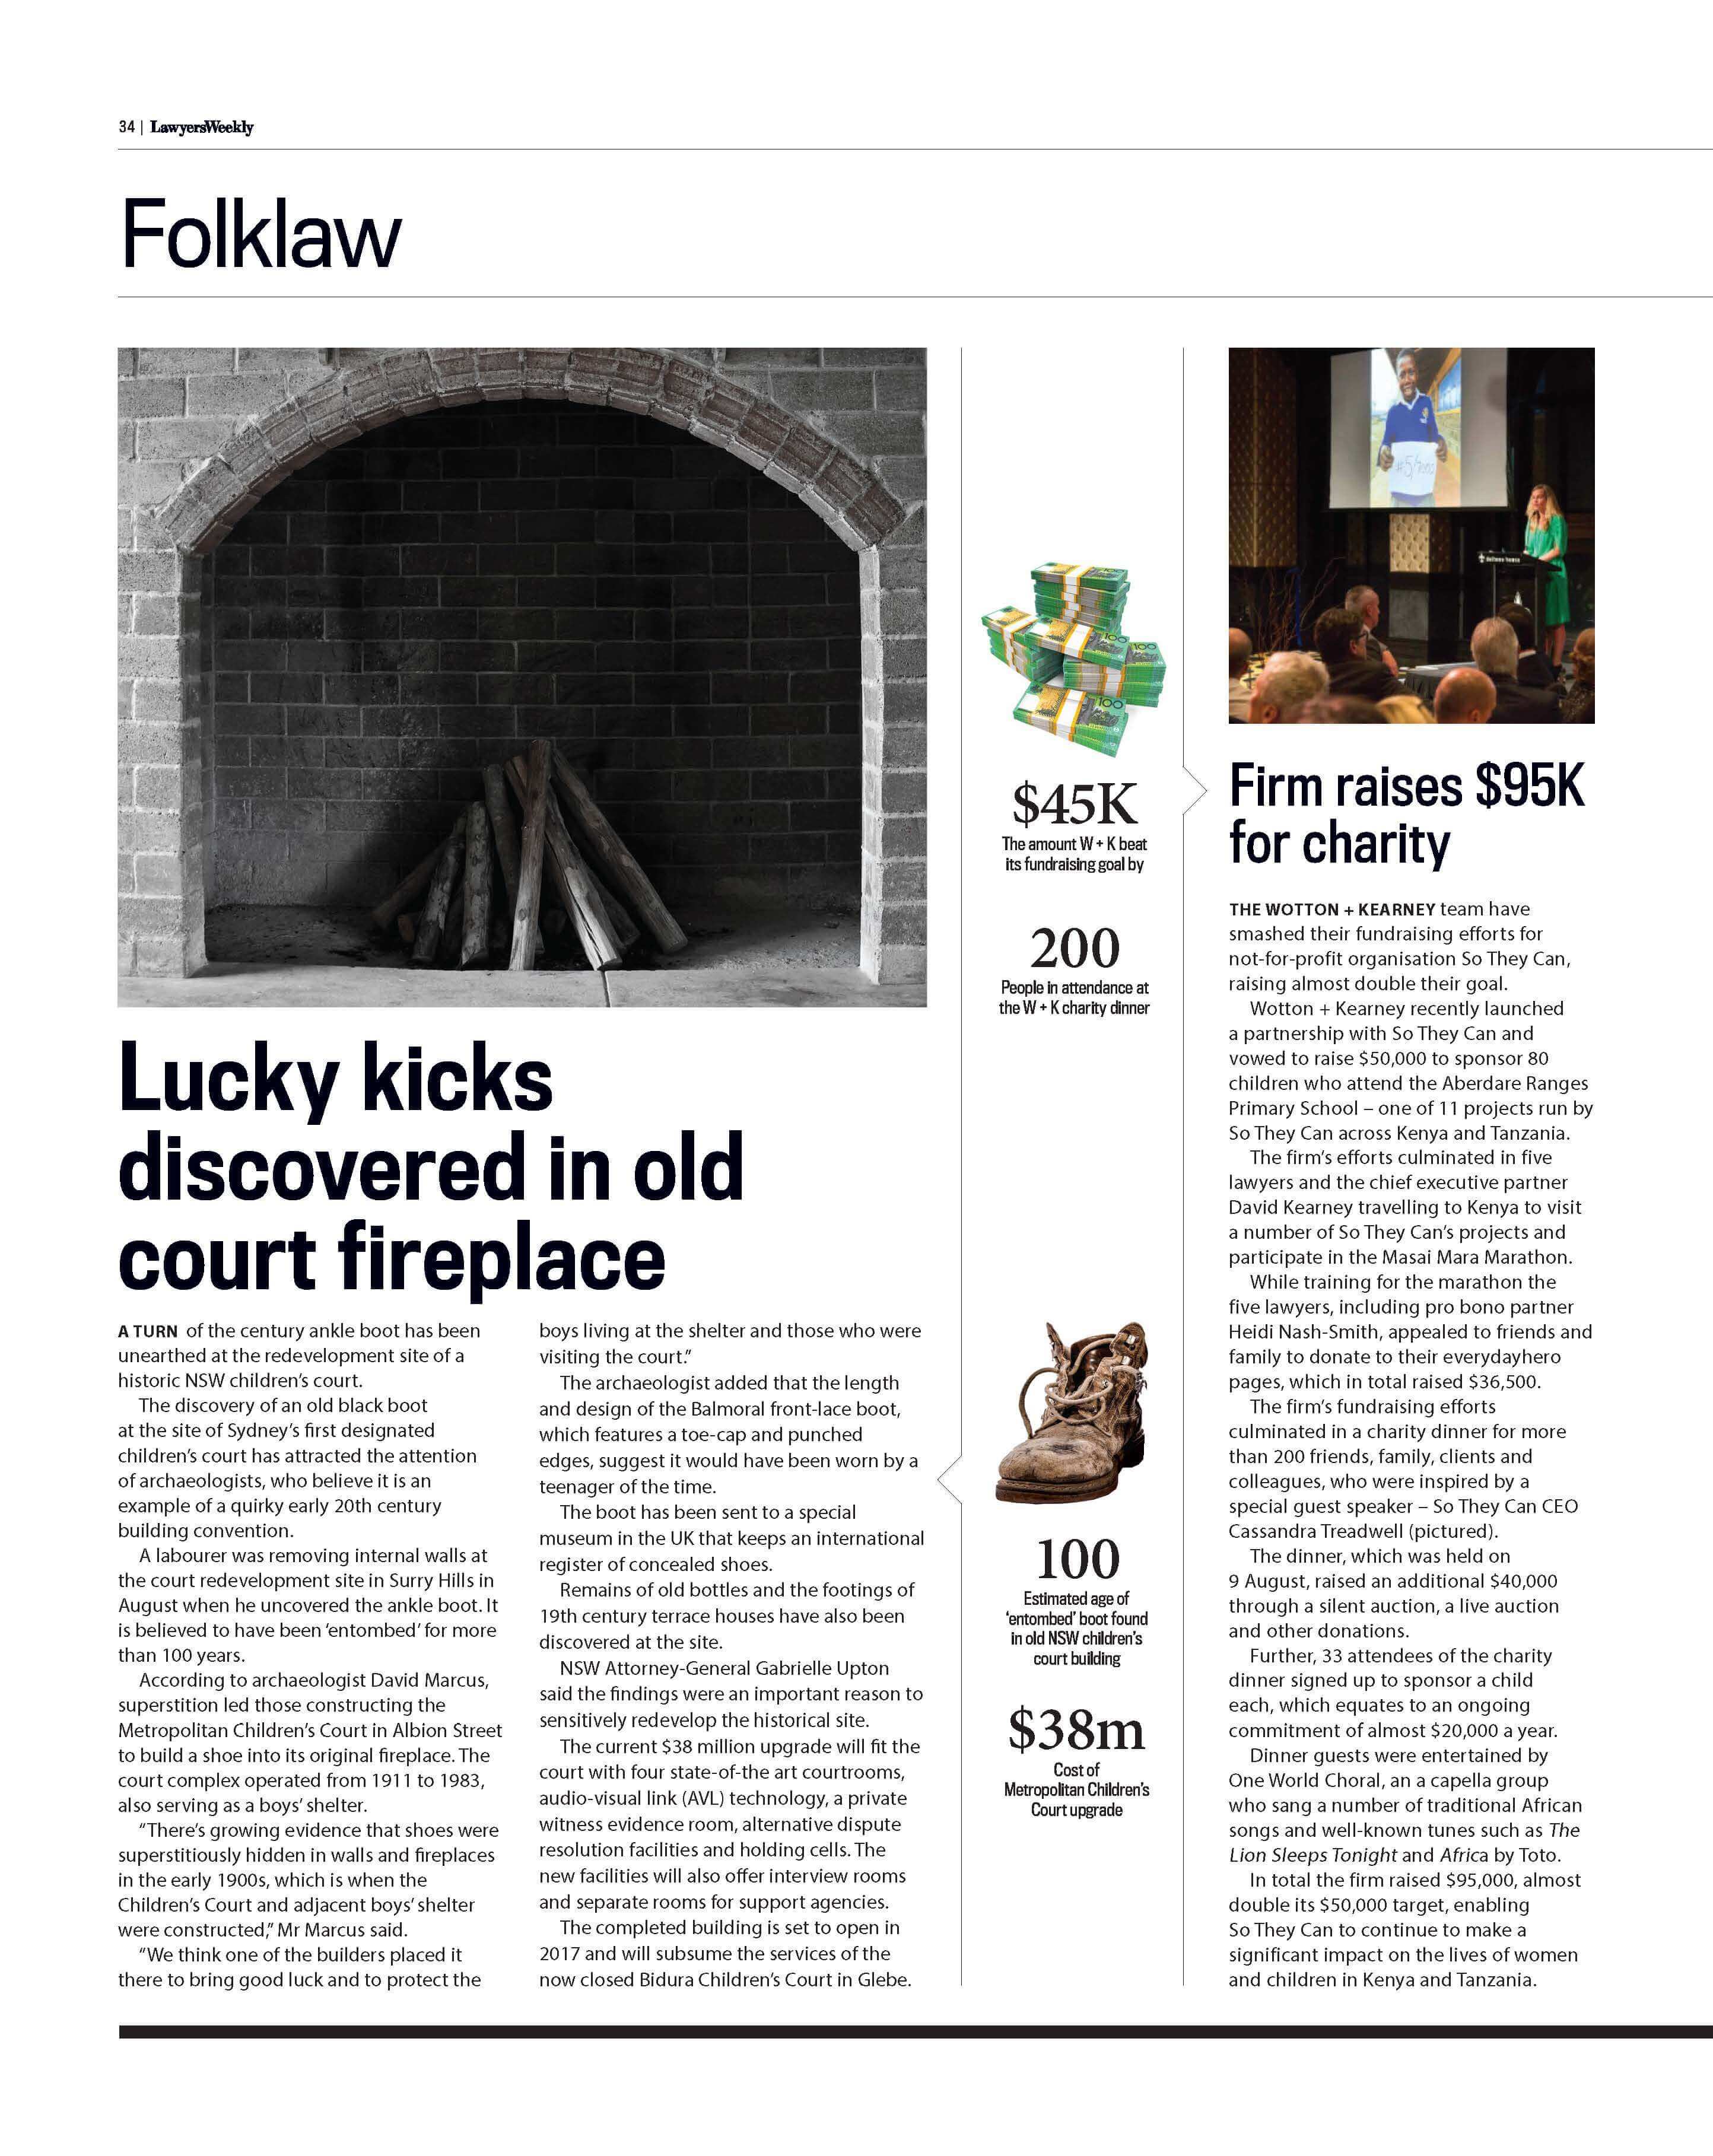 34 | LawyersWeekly
Folklaw
Lucky kicks
discovered in old
court fireplace
A TURN of the century ankle boot has been
unearthed at the redevelopment site of a
historic NSW children’s court.
The discovery of an old black boot
at the site of Sydney’s first designated
children’s court has attracted the attention
of archaeologists, who believe it is an
example of a quirky early 20th century
building convention.
A labourer was removing internal walls at
the court redevelopment site in Surry Hills in
August when he uncovered the ankle boot. It
is believed to have been ‘entombed’ for more
than 100 years.
According to archaeologist David Marcus,
superstition led those constructing the
Metropolitan Children’s Court in Albion Street
to build a shoe into its original fireplace. The
court complex operated from 1911 to 1983,
also serving as a boys’ shelter.
“There’s growing evidence that shoes were
superstitiously hidden in walls and fireplaces
in the early 1900s, which is when the
Children’s Court and adjacent boys’ shelter
were constructed,” Mr Marcus said.
“We think one of the builders placed it
there to bring good luck and to protect the
boys living at the shelter and those who were
visiting the court.”
The archaeologist added that the length
and design of the Balmoral front-lace boot,
which features a toe-cap and punched
edges, suggest it would have been worn by a
teenager of the time.
The boot has been sent to a special
museum in the UK that keeps an international
register of concealed shoes.
Remains of old bottles and the footings of
19th century terrace houses have also been
discovered at the site.
NSW Attorney-General Gabrielle Upton
said the findings were an important reason to
sensitively redevelop the historical site.
The current $38 million upgrade will fit the
court with four state-of-the art courtrooms,
audio-visual link (AVL) technology, a private
witness evidence room, alternative dispute
resolution facilities and holding cells. The
new facilities will also offer interview rooms
and separate rooms for support agencies.
The completed building is set to open in
2017 and will subsume the services of the
now closed Bidura Children’s Court in Glebe.
100
100
100
$45K
The amount W + K beat
its fundraising goal by
200
People in attendance at
the W + K charity dinner
100
Estimated age of
‘entombed’ boot found
in old NSW children’s
court building
$38m
Cost of
Metropolitan Children’s
Court upgrade
Firm raises $95K
for charity
THE WOTTON + KEARNEY team have
smashed their fundraising efforts for
not-for-profit organisation So They Can,
raising almost double their goal.
Wotton + Kearney recently launched
a partnership with So They Can and
vowed to raise $50,000 to sponsor 80
children who attend the Aberdare Ranges
Primary School – one of 11 projects run by
So They Can across Kenya and Tanzania.
The firm’s efforts culminated in five
lawyers and the chief executive partner
David Kearney travelling to Kenya to visit
a number of So They Can’s projects and
participate in the Masai Mara Marathon.
While training for the marathon the
five lawyers, including pro bono partner
Heidi Nash-Smith, appealed to friends and
family to donate to their everydayhero
pages, which in total raised $36,500.
The firm’s fundraising efforts
culminated in a charity dinner for more
than 200 friends, family, clients and
colleagues, who were inspired by a
special guest speaker – So They Can CEO
Cassandra Treadwell (pictured).
The dinner, which was held on
9 August, raised an additional $40,000
through a silent auction, a live auction
and other donations.
Further, 33 attendees of the charity
dinner signed up to sponsor a child
each, which equates to an ongoing
commitment of almost $20,000 a year.
Dinner guests were entertained by
One World Choral, an a capella group
who sang a number of traditional African
songs and well-known tunes such as The
Lion Sleeps Tonight and Africa by Toto.
In total the firm raised $95,000, almost
double its $50,000 target, enabling
So They Can to continue to make a
significant impact on the lives of women
and children in Kenya and Tanzania.